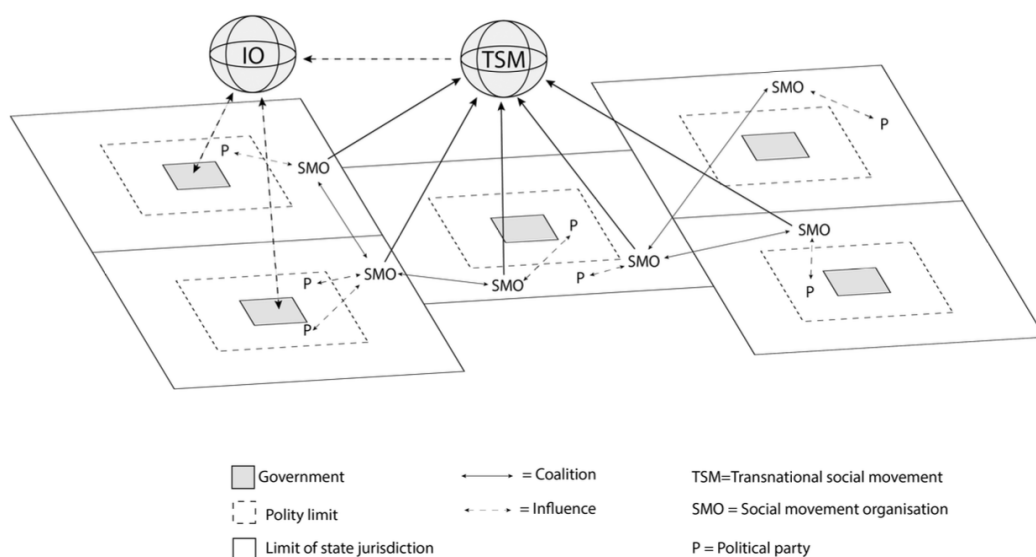 IO
TSM
SMO
P
P
SMO
P
SMO
SMO
P
SMO
P
SMO
P
SMO
P
P
P
Government
= Coalition
TSM=Transnational social movement
Polity limit
= Influence
SMO = Social movement organisation
Limit of state jurisdiction
P = Political party